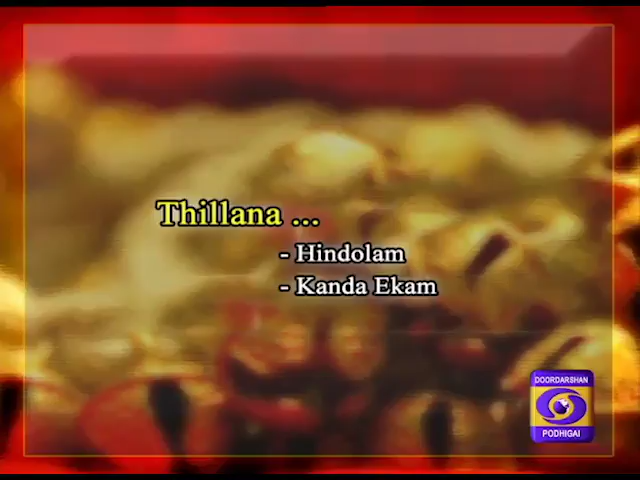 Thillana ...
- Hindolam
- Kanda Ekam
DOORDARSHAN
PODHIGAI